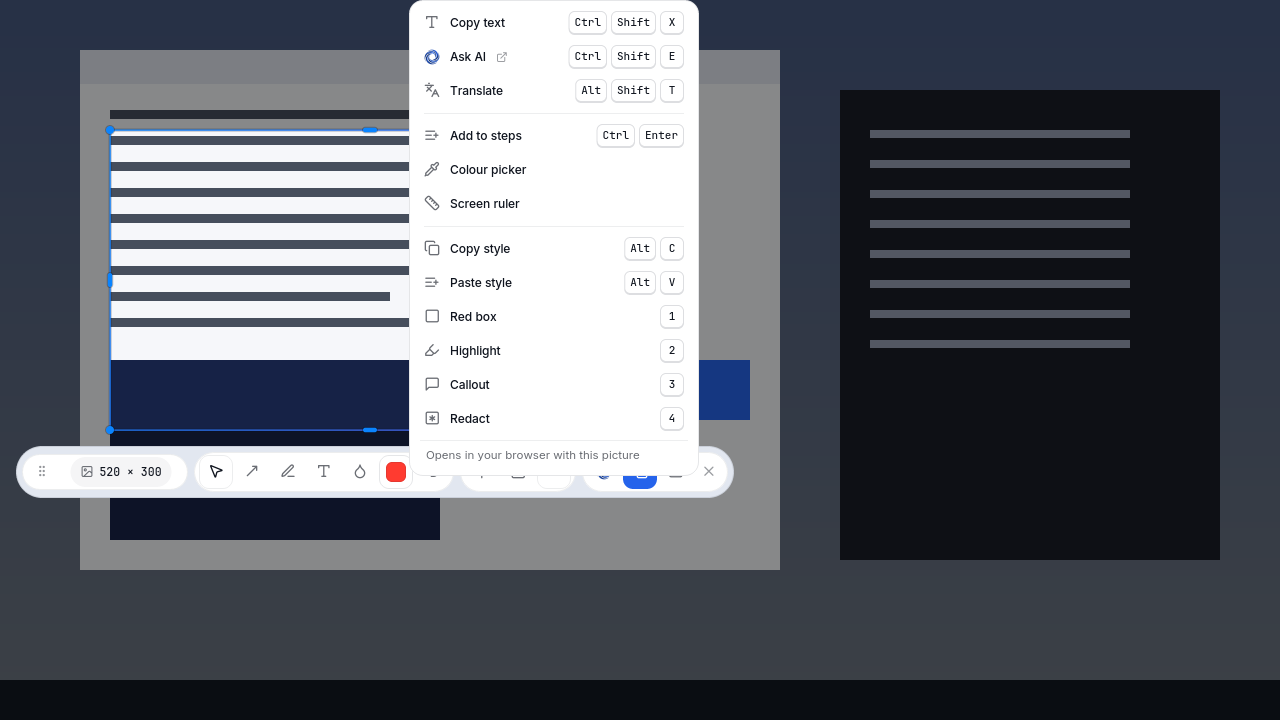 Copy text Ctrl Shift X
Ask AI Ctrl Shift E
Translate Alt Shift T
Add to steps Ctrl Enter
Colour picker
Screen ruler
Copy style Alt C
Paste style Alt V
Red box 1
Highlight 2
Callout 3
Redact 4
Opens in your browser with this picture
520 × 300